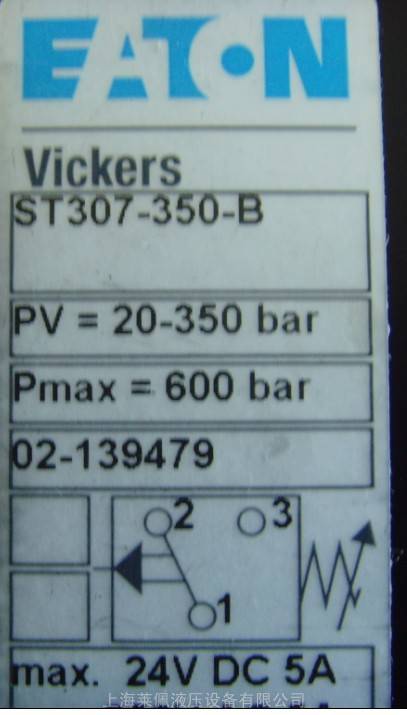 EATON
Vickers
ST307-350-B
PV = 20-350 bar
Pmax = 600 bar
02-139479
2 3
1
max. 24V DC 5A
上海莱佩液压设备有限公司